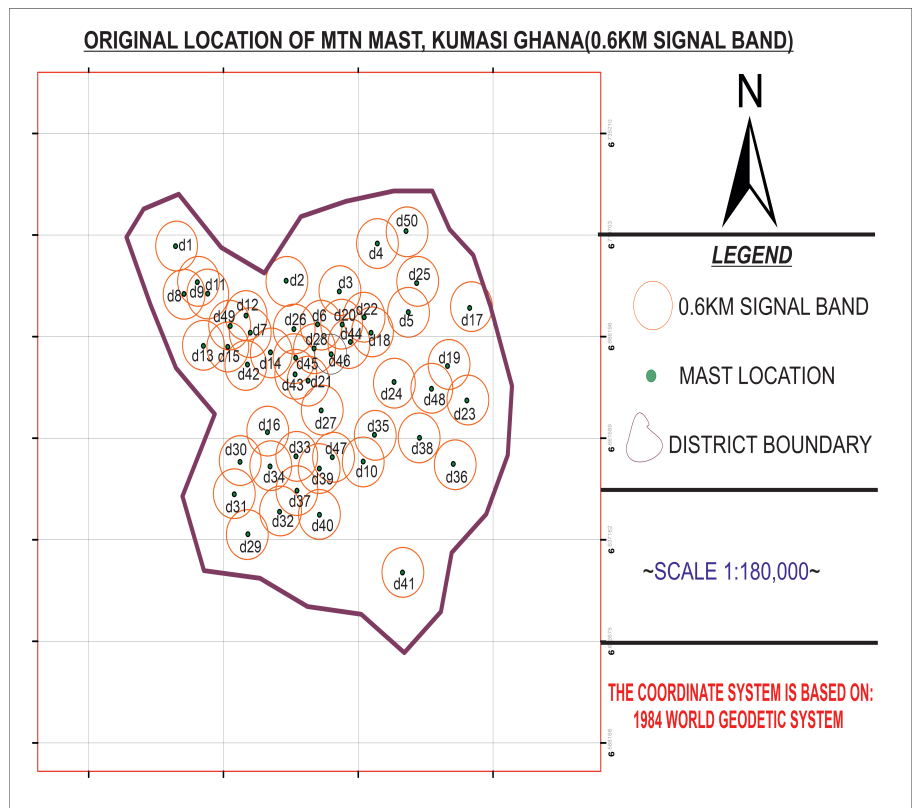 ORIGINAL LOCATION OF MTN MAST, KUMASI GHANA(0.6KM SIGNAL BAND)
N
d50
d1
d4
d11
d2
d3
d25
d8
d9
d12
d20
d22
d17
d49
d26
d6
d5
d7
d44
d18
d28
d13
d15
d14
d45
d46
d19
d42
d43
d21
d24
d48
d23
d27
d16
d35
d30
d33
d47
d38
d34
d39
d10
d36
d31
d37
d32
d40
d29
d41
LEGEND
0.6KM SIGNAL BAND
MAST LOCATION
DISTRICT BOUNDARY
~SCALE 1:180,000~
THE COORDINATE SYSTEM IS BASED ON:
1984 WORLD GEODETIC SYSTEM